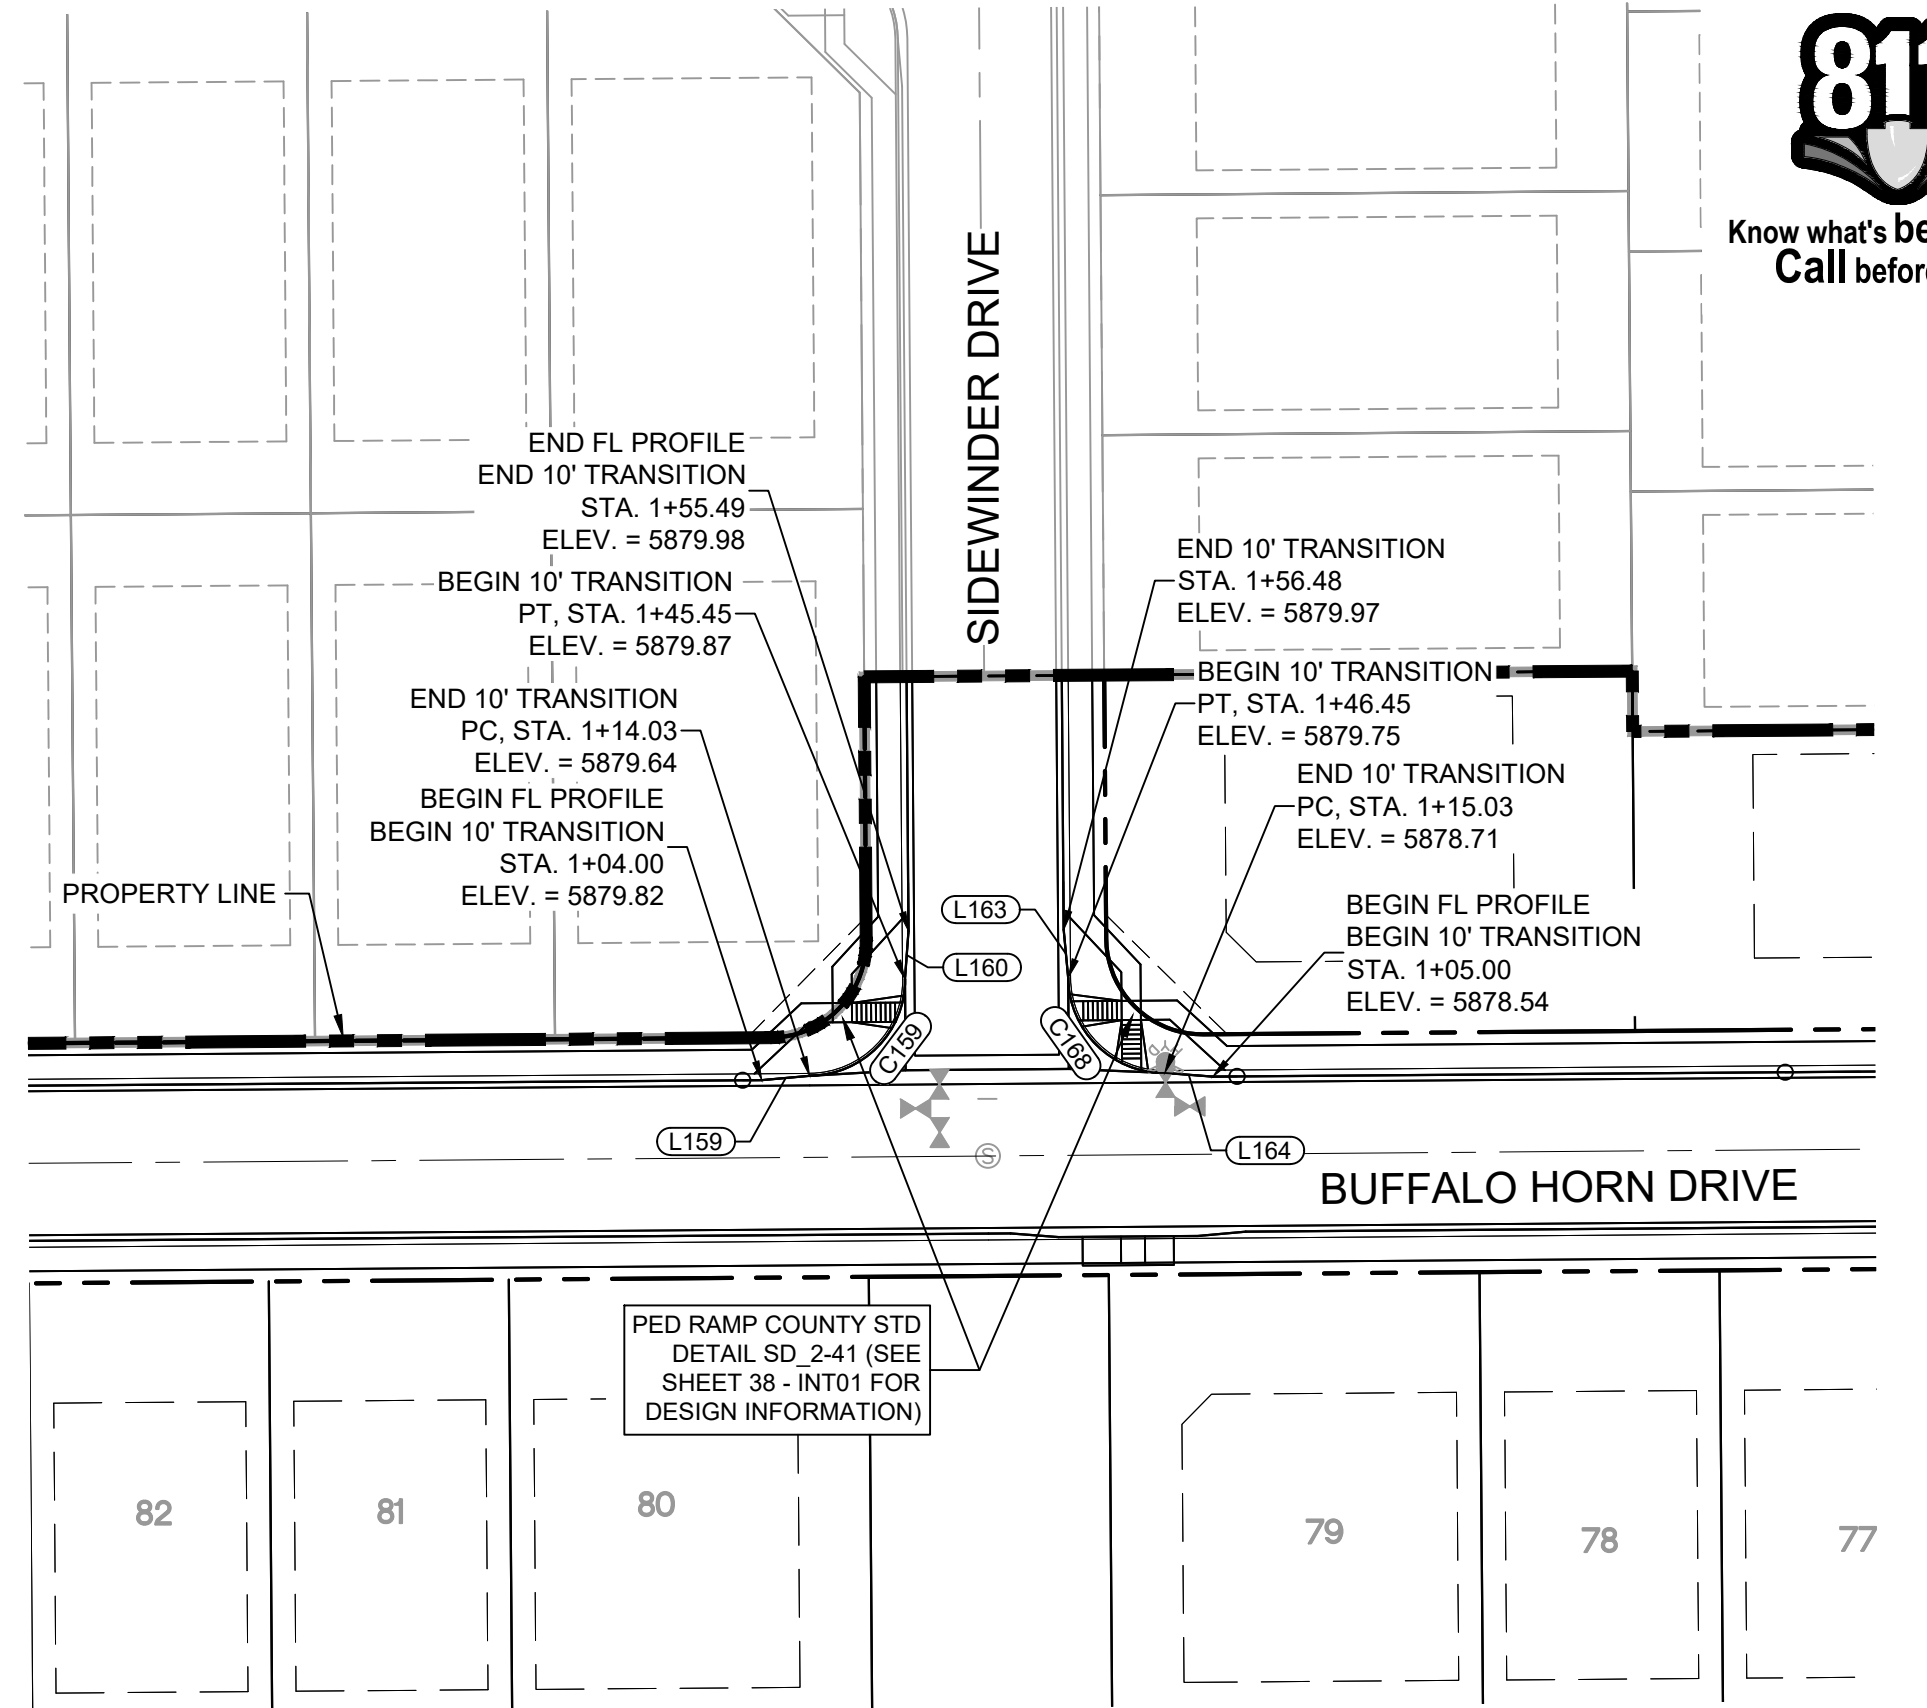 811
Know what's
Call before
SIDEWINDER DRIVE
END FL PROFILE
END 10' TRANSITION
STA. 1+55.49
ELEV. = 5879.98
BEGIN 10' TRANSITION
PT, STA. 1+45.45
ELEV. = 5879.87
END 10' TRANSITION
PC, STA. 1+14.03
ELEV. = 5879.64
BEGIN FL PROFILE
BEGIN 10' TRANSITION
STA. 1+04.00
ELEV. = 5879.82
PROPERTY LINE
END 10' TRANSITION
STA. 1+56.48
ELEV. = 5879.97
BEGIN 10' TRANSITION
PT, STA. 1+46.45
ELEV. = 5879.75
END 10' TRANSITION
PC, STA. 1+15.03
ELEV. = 5878.71
BEGIN FL PROFILE
BEGIN 10' TRANSITION
STA. 1+05.00
ELEV. = 5878.54
L163
L160
C159
C168
HYD
L159
L164
S
BUFFALO HORN DRIVE
PED RAMP COUNTY STD
DETAIL SD_2-41 (SEE
SHEET 38 - INT01 FOR
DESIGN INFORMATION)
82
81
80
79
78
77